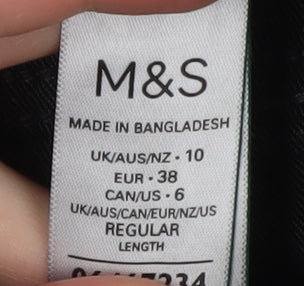 M&S
MADE IN BANGLADESH
UK/AUS/NZ • 10
EUR • 38
CAN/US • 6
UK/AUS/CAN/EUR/NZ/US
REGULAR
LENGTH